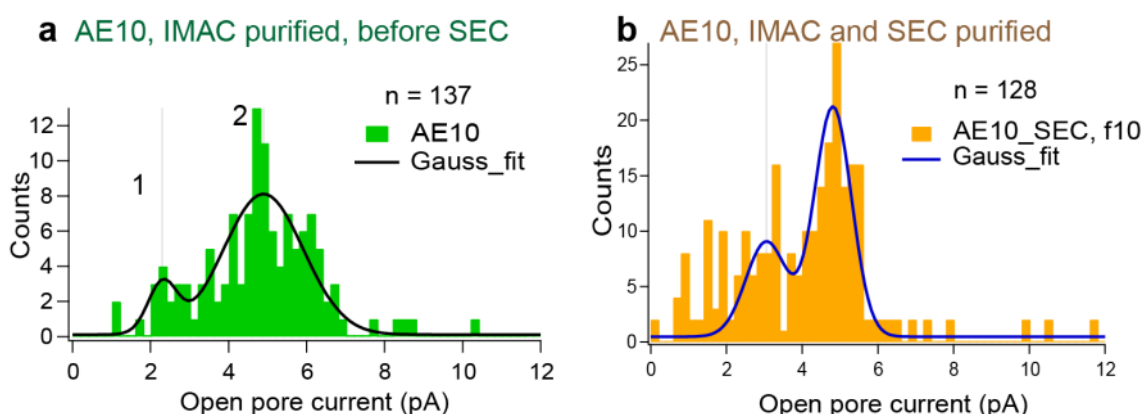 a AE10, IMAC purified, before SEC
n = 137
AE10
Gauss_fit
1
2
Counts
12
10
8
6
4
2
0
0 2 4 6 8 10 12
Open pore current (pA)
b AE10, IMAC and SEC purified
n = 128
AE10_SEC, f10
Gauss_fit
Counts
25
20
15
10
5
0
0 2 4 6 8 10 12
Open pore current (pA)